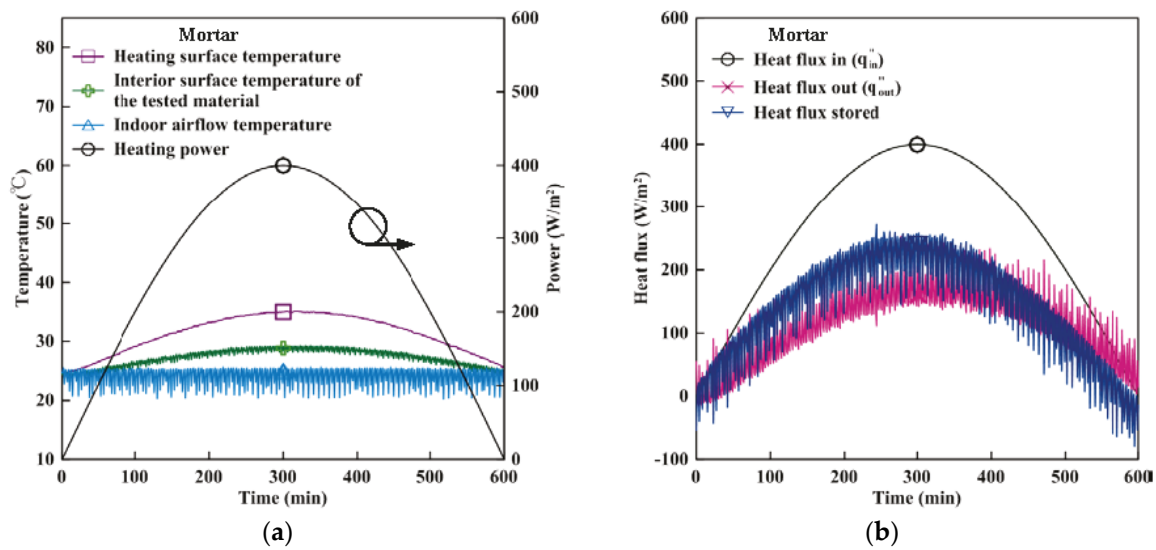 Mortar
Heating surface temperature
Interior surface temperature of
the tested material
Indoor airflow temperature
Heating power
80
70
60
50
40
30
20
10
Temperature (℃)
600
500
400
300
200
100
0
Power (W/m²)
0 100 200 300 400 500 600
Time (min)
(a)
Mortar
Heat flux in (q''in)
Heat flux out (q''out)
Heat flux stored
600
500
400
300
200
100
0
-100
Heat flux (W/m²)
0 100 200 300 400 500 600
Time (min)
(b)